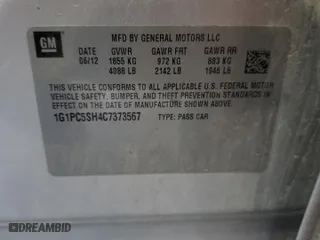 GM
MFD BY GENERAL MOTORS LLC
DATE GVWR GAWR FRT GAWR RR
06/12 1855 KG 972 KG 883 KG
4088 LB 2142 LB 1946 LB
THIS VEHICLE CONFORMS TO ALL APPLICABLE U.S. FEDERAL MOTOR
VEHICLE SAFETY, BUMPER, AND THEFT PREVENTION STANDARDS
IN EFFECT ON THE DATE OF MANUFACTURE SHOWN ABOVE.
1G1PC5SH4C7373567 TYPE: PASS CAR
DREAMBID